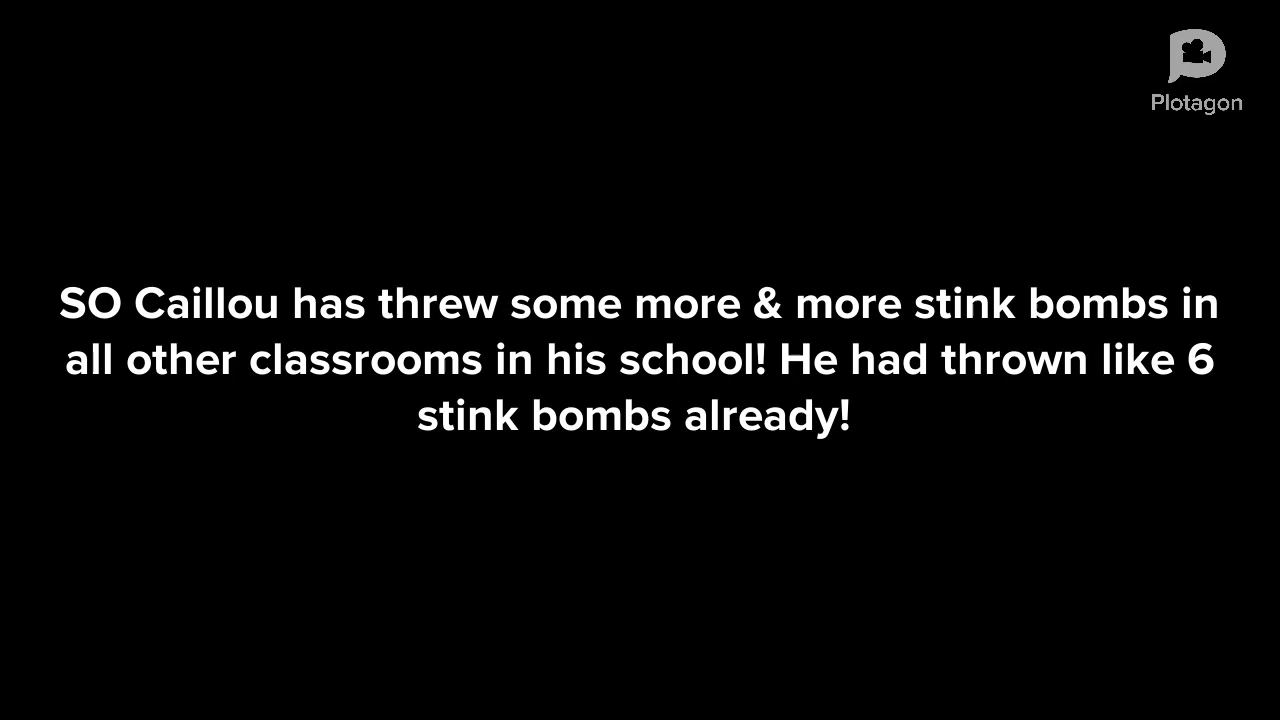 Plotagon
SO Caillou has threw some more & more stink bombs in
all other classrooms in his school! He had thrown like 6
stink bombs already!